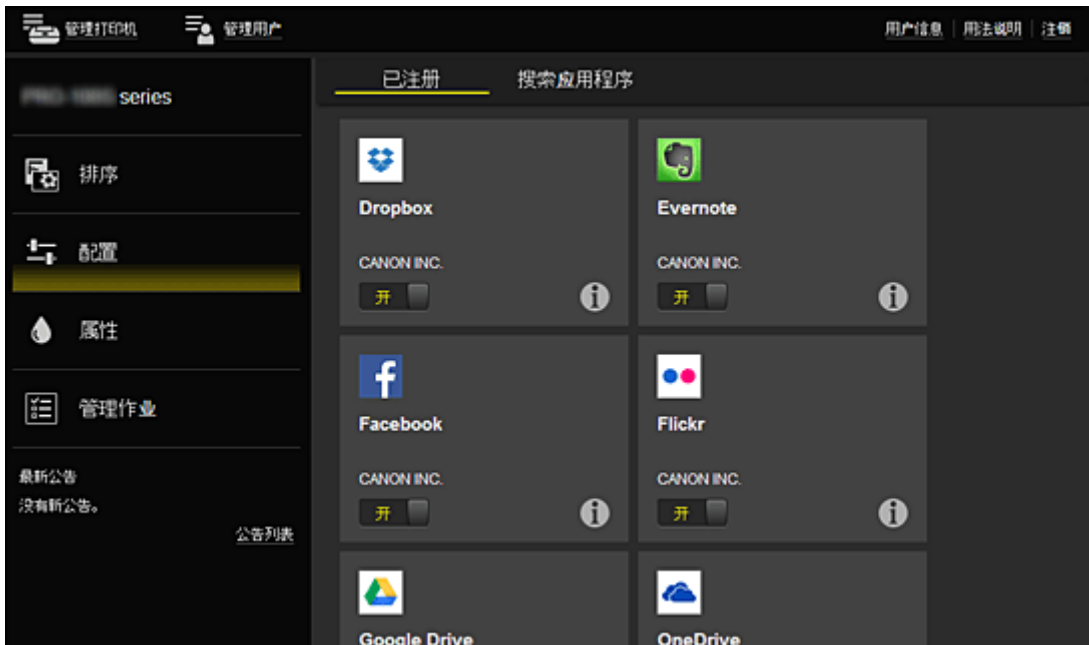 管理打印机 管理用户 用户信息 用法说明 注销
series
已注册 搜索应用程序
排序
配置
属性
管理作业
最新公告
没有新公告。
公告列表
Dropbox Evernote
CANON INC. CANON INC.
开 开
Facebook Flickr
CANON INC. CANON INC.
开 开
Google Drive OneDrive